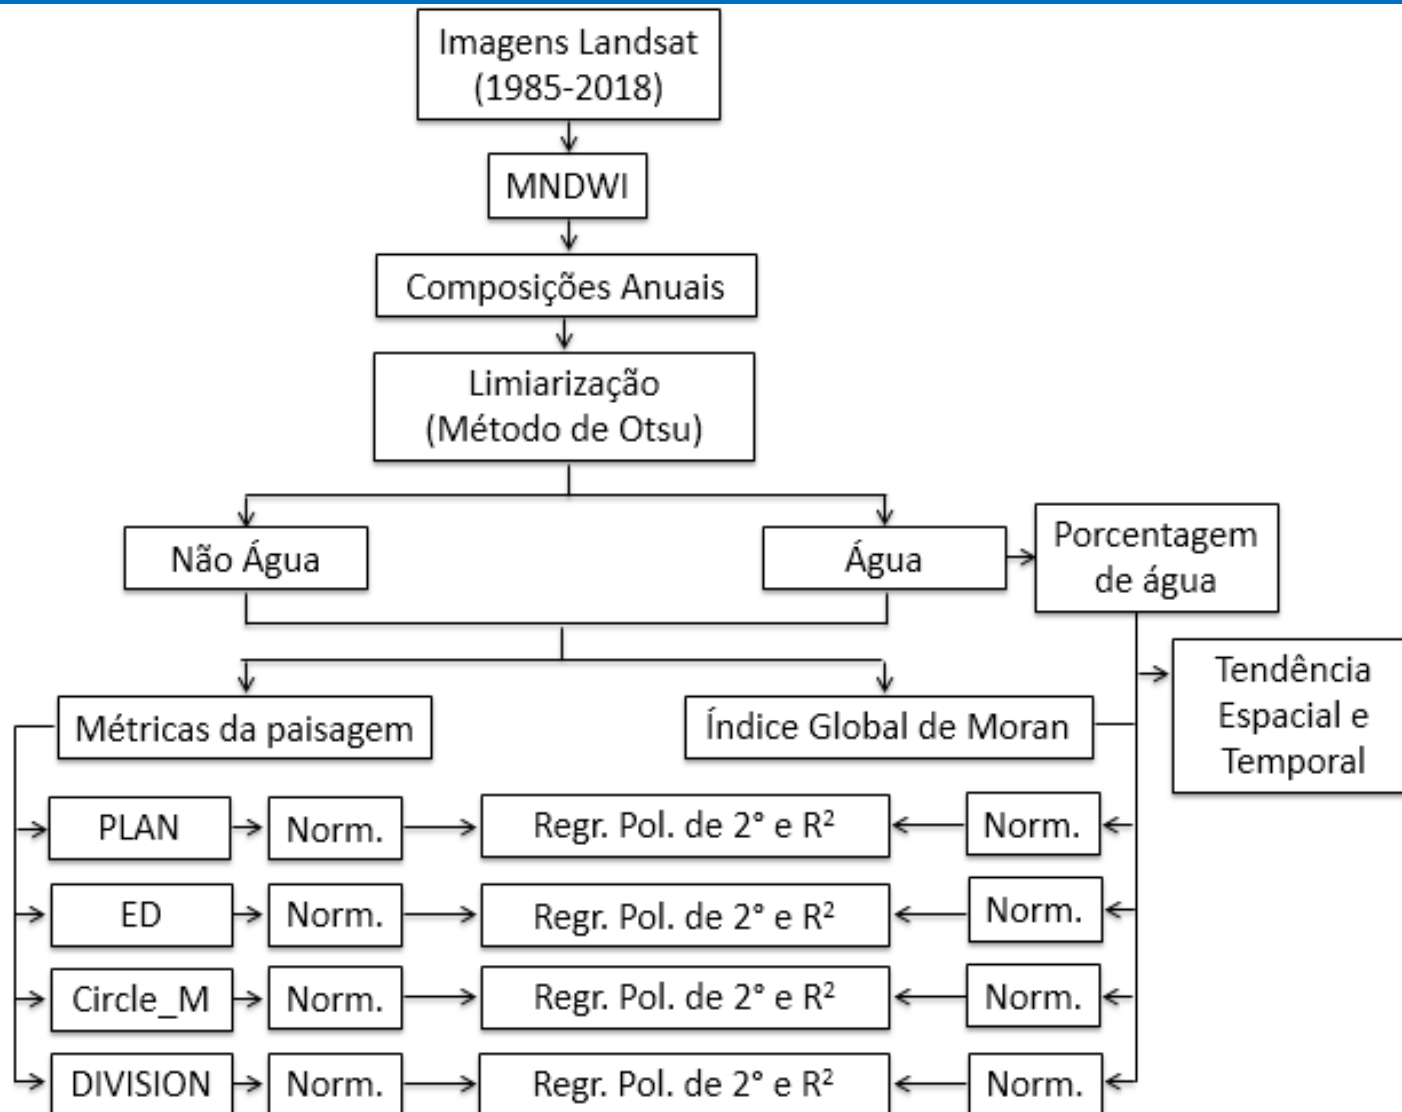 Imagens Landsat
(1985-2018)
MNDWI
Composições Anuais
Limiarização
(Método de Otsu)
Não Água
Água
Porcentagem
de água
Tendência
Espacial e
Temporal
Métricas da paisagem
Índice Global de Moran
PLAN
Norm.
Regr. Pol. de 2° e R²
Norm.
ED
Norm.
Regr. Pol. de 2° e R²
Norm.
Circle_M
Norm.
Regr. Pol. de 2° e R²
Norm.
DIVISION
Norm.
Regr. Pol. de 2° e R²
Norm.